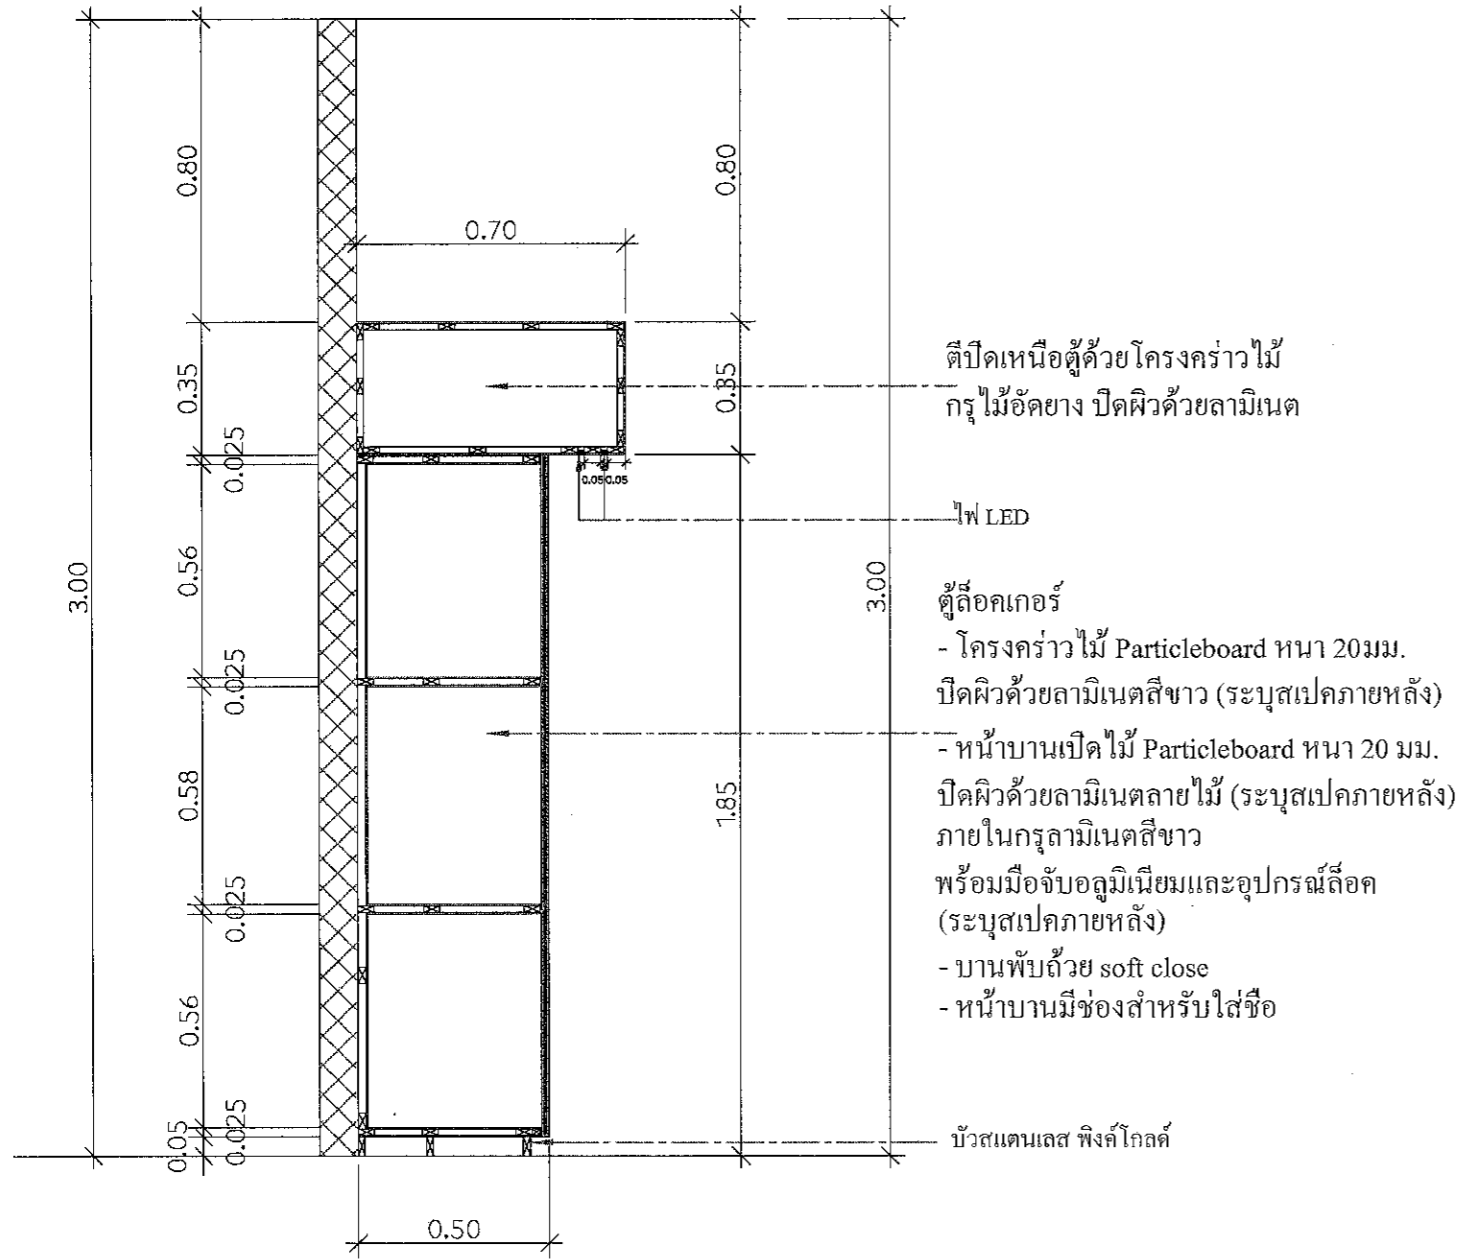 0.80
0.80
0.70
ตีปิดเหนือตู้ด้วยโครงคร่าวไม้
กรุไม้อัดยาง ปิดผิวด้วยลามิเนต
0.35
0.35
0.025
0.05 0.05
ไฟ LED
0.56
3.00
3.00
ตู้ล็อคเกอร์
- โครงคร่าวไม้ Particleboard หนา 20มม.
ปิดผิวด้วยลามิเนตสีขาว (ระบุสเปคภายหลัง)
0.025
- หน้าบานเปิดไม้ Particleboard หนา 20 มม.
ปิดผิวด้วยลามิเนตลายไม้ (ระบุสเปคภายหลัง)
ภายในกรุลามิเนตสีขาว
พร้อมมือจับอลูมิเนียมและอุปกรณ์ล็อค
(ระบุสเปคภายหลัง)
- บานพับถ้วย soft close
- หน้าบานมีช่องสำหรับใส่ชื่อ
0.58
1.85
0.025
0.56
0.025
0.05
บัวสแตนเลส พิงค์โกลด์
0.50